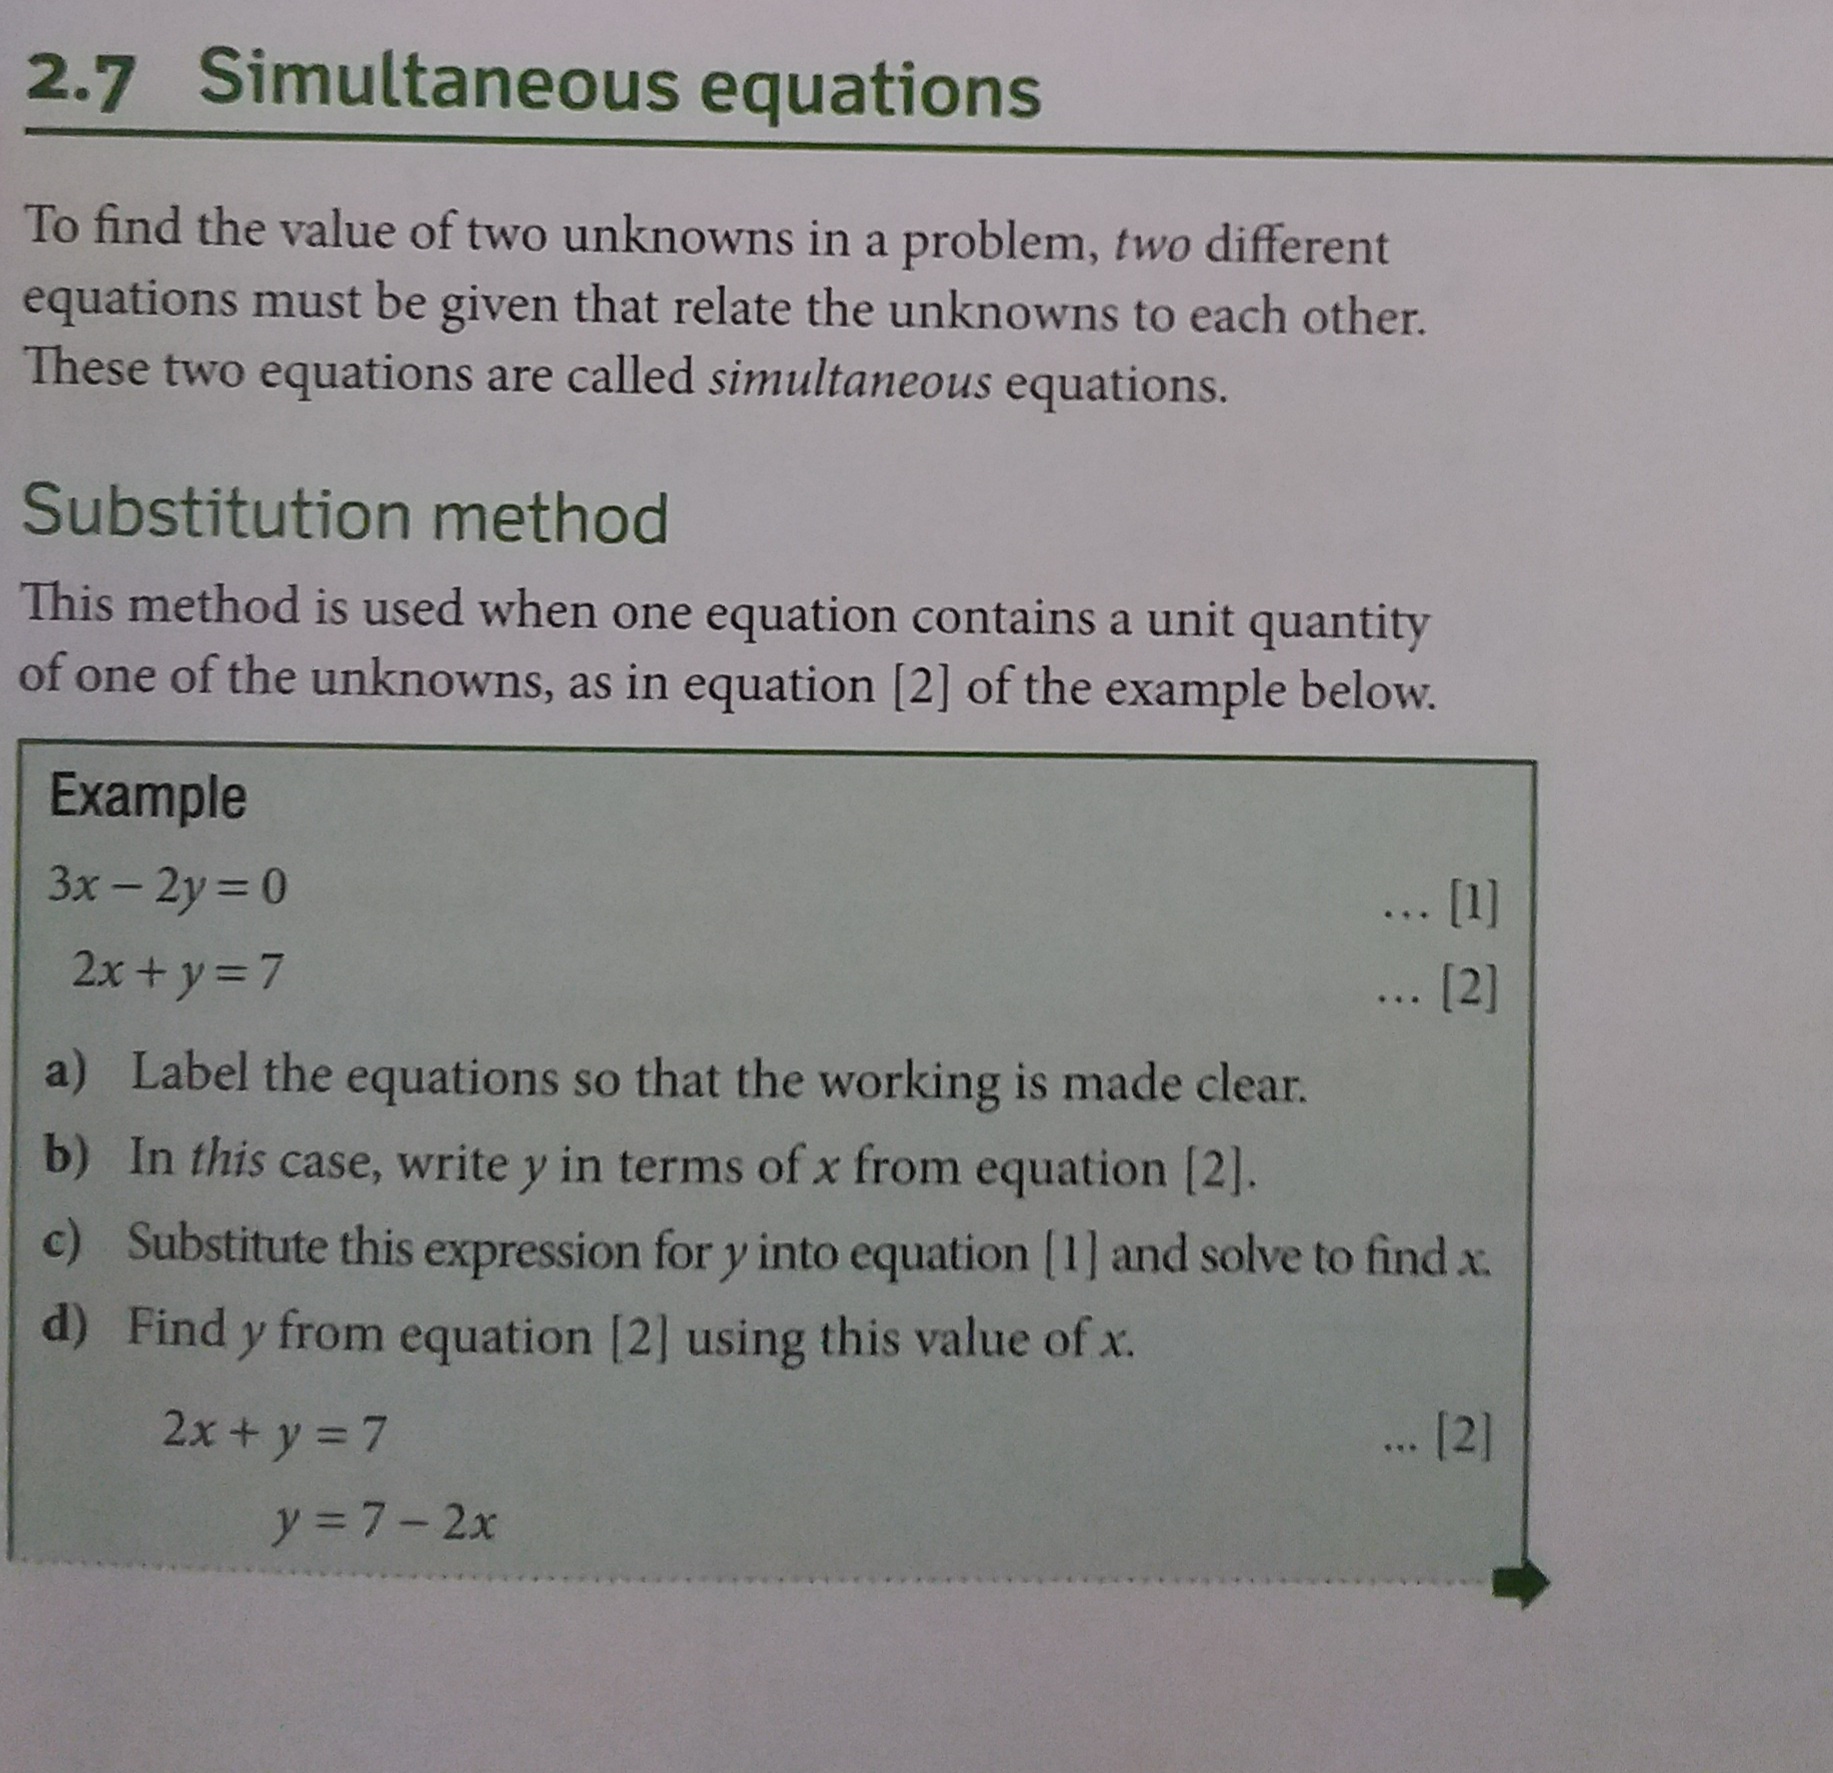 2.7 Simultaneous equations
To find the value of two unknowns in a problem, two different
equations must be given that relate the unknowns to each other.
These two equations are called simultaneous equations.
Substitution method
This method is used when one equation contains a unit quantity
of one of the unknowns, as in equation [2] of the example below.
Example
3x – 2y = 0 ... [1]
2x + y = 7 ... [2]
a) Label the equations so that the working is made clear.
b) In this case, write y in terms of x from equation [2].
c) Substitute this expression for y into equation [1] and solve to find x.
d) Find y from equation [2] using this value of x.
2x + y = 7 ... [2]
y = 7 – 2x